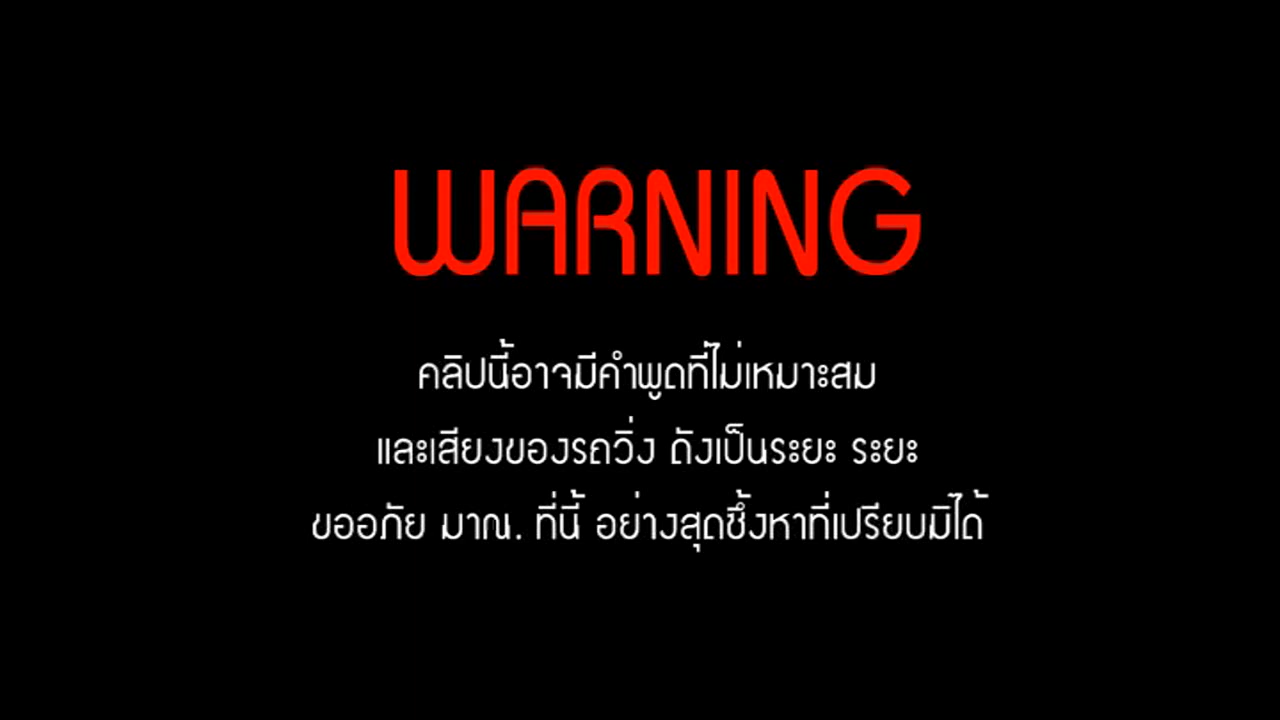 WARNING
คลิปนี้อาจมีคำพูดที่ไม่เหมาะสม
และเสียงของรถวิ่ง ดังเป็นระยะ ระยะ
ขออภัย มาณ. ที่นี้ อย่างสุดซึ้งหาที่เปรียบมิได้